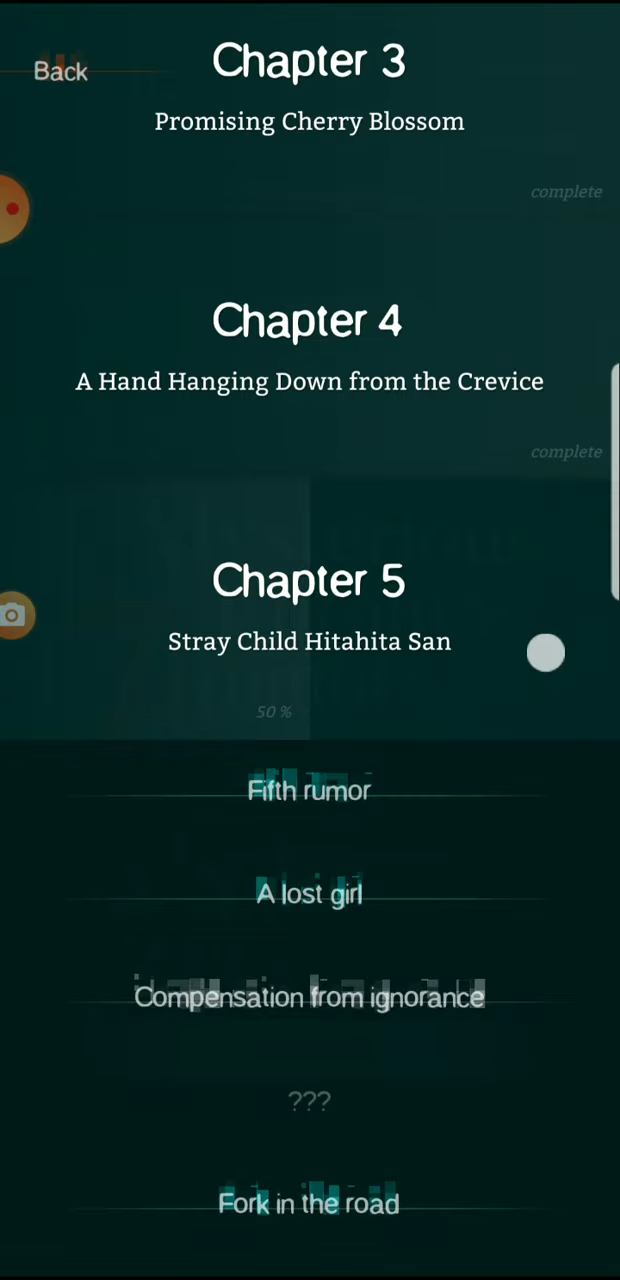 Chapter 3
Back
Promising Cherry Blossom
complete
Chapter 4
A Hand Hanging Down from the Crevice
complete
Chapter 5
Stray Child Hitahita San
50 %
Fifth rumor
A lost girl
Compensation from ignorance
???
Fork in the road